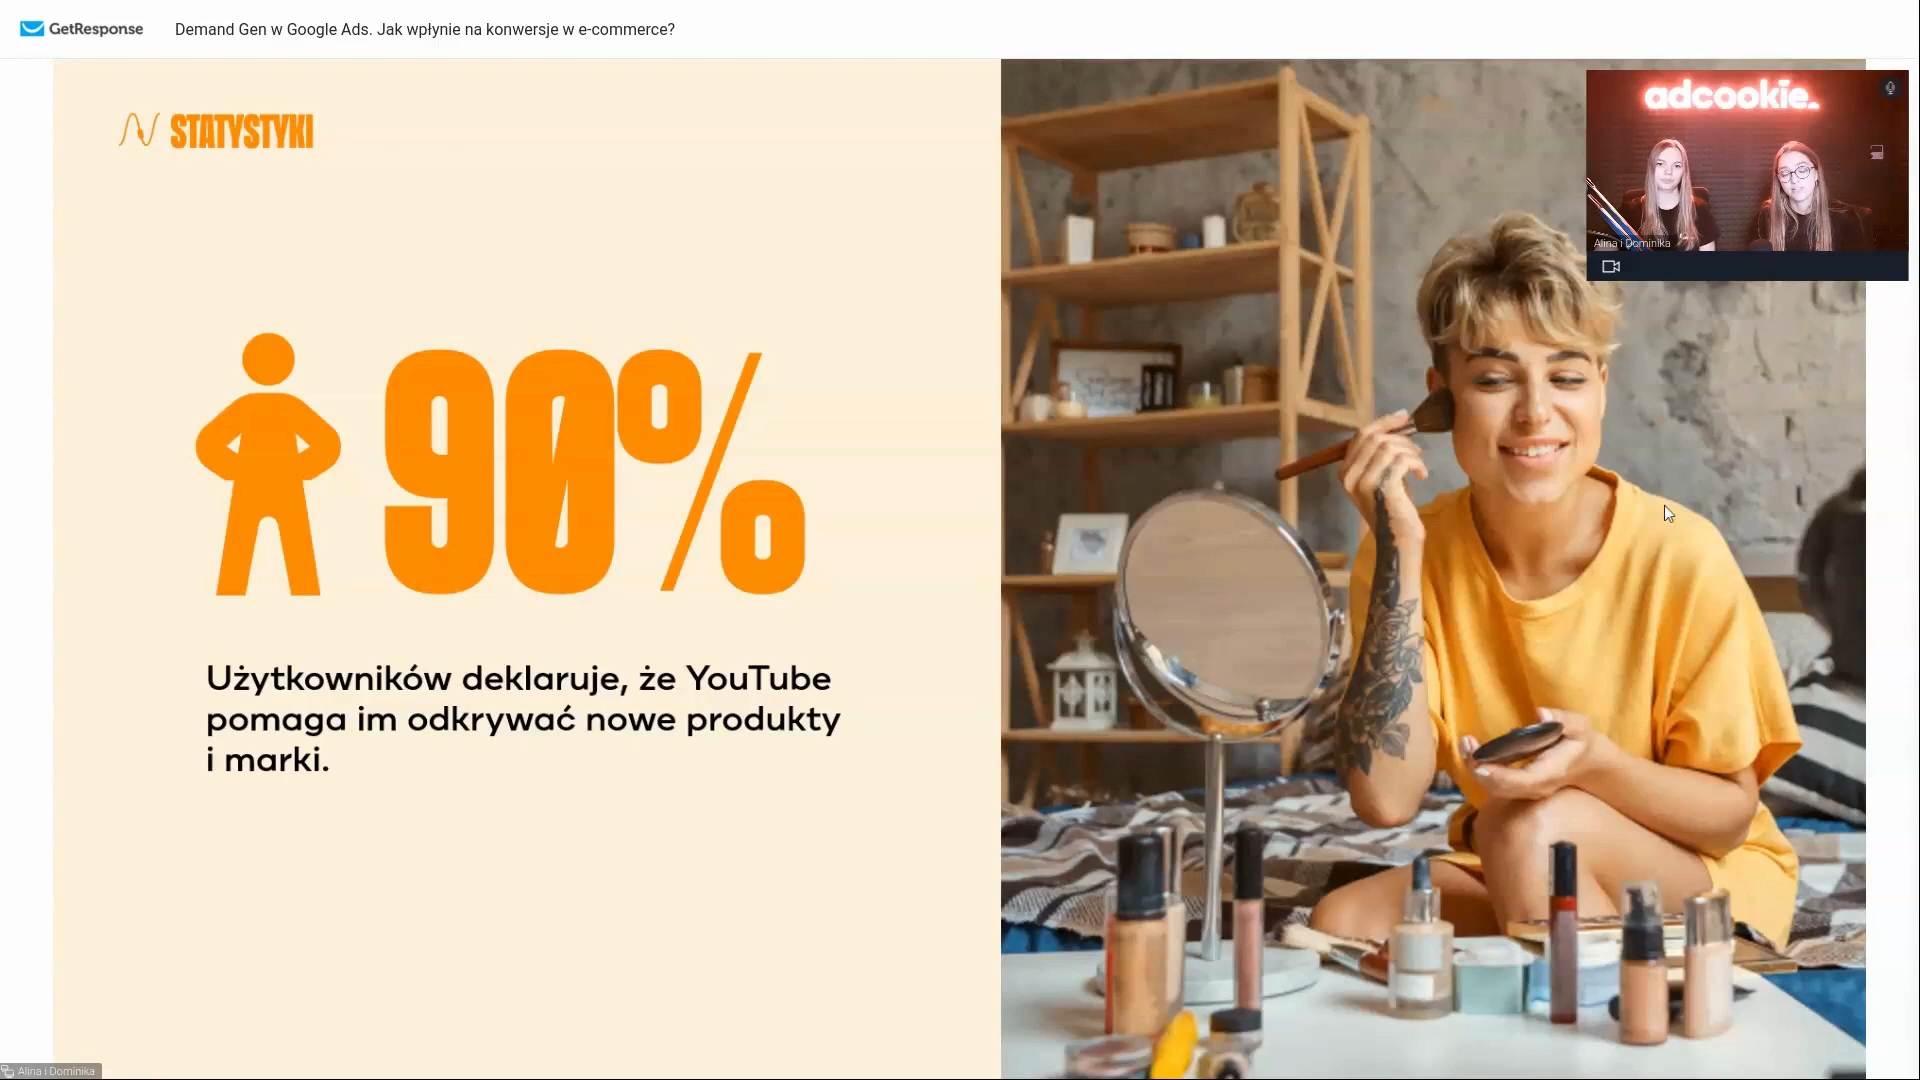 GetResponse
Demand Gen w Google Ads. Jak wpłynie na konwersje w e-commerce?
STATYSTYKI
adcookie.
Alina i Dominika
90%
Użytkowników deklaruje, że YouTube
pomaga im odkrywać nowe produkty
i marki.
Alina i Dominika